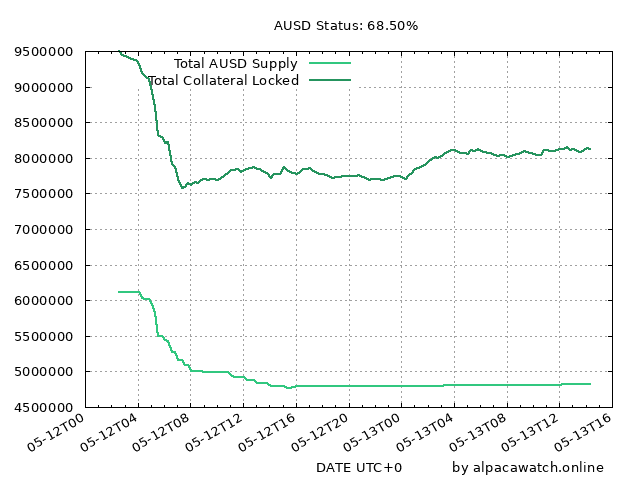 AUSD Status: 68.50%
9500000
9000000
8500000
8000000
7500000
7000000
6500000
6000000
5500000
5000000
4500000
Total AUSD Supply
Total Collateral Locked
05-12T00
05-12T04
05-12T08
05-12T12
05-12T16
05-12T20
05-13T00
05-13T04
05-13T08
05-13T12
05-13T16
DATE UTC+0
by alpacawatch.online